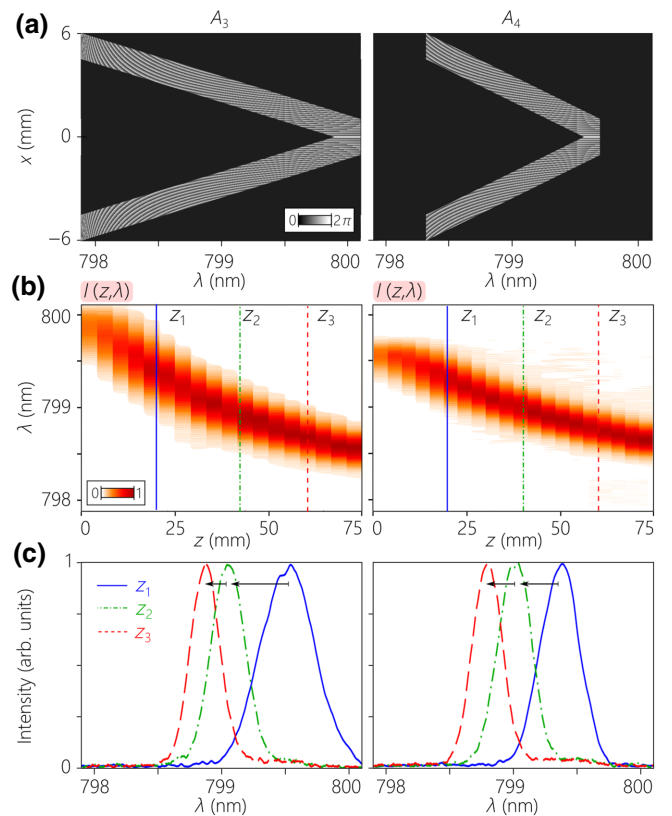 (a)
A3
A4
6
0
−6
x (mm)
0
2π
798
799
800
798
799
800
λ (nm)
λ (nm)
(b)
I (z,λ)
I (z,λ)
800
799
798
λ (nm)
Z1
Z2
Z3
Z1
Z2
Z3
0
1
0
25
50
75
25
50
75
z (mm)
z (mm)
(c)
1
0
Intensity (arb. units)
Z1
Z2
Z3
798
799
800
798
799
800
λ (nm)
λ (nm)